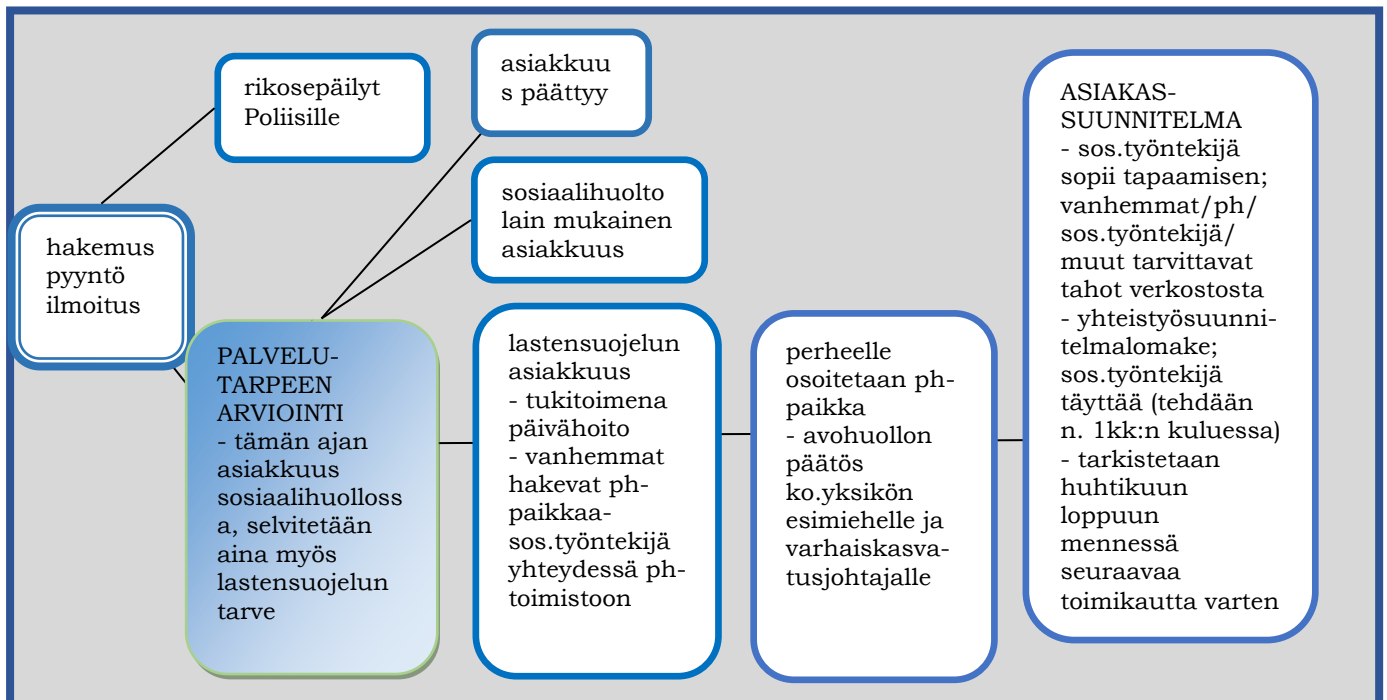 hakemus
pyyntö
ilmoitus
rikosepäilyt
Poliisille
PALVELU-
TARPEEN
ARVIOINTI
- tämän ajan
asiakkuus
sosiaalihuolloss
a, selvitetään
aina myös
lastensuojelun
tarve
asiakkuu
s päättyy
sosiaalihuolto
lain mukainen
asiakkuus
lastensuojelun
asiakkuus
- tukitoimena
päivähoito
- vanhemmat
hakevat ph-
paikkaa-
sos.työntekijä
yhteydessä ph-
toimistoon
perheelle
osoitetaan ph-
paikka
- avohuollon
päätös
ko.yksikön
esimiehelle ja
varhaiskasva-
tusjohtajalle
ASIAKAS-
SUUNNITELMA
- sos.työntekijä
sopii tapaamisen;
vanhemmat/ph/
sos.työntekijä/
muut tarvittavat
tahot verkostosta
- yhteistyösuunni-
telmalomake;
sos.työntekijä
täyttää (tehdään
n. 1kk:n kuluessa)
- tarkistetaan
huhtikuun
loppuun
mennessä
seuraavaa
toimikautta varten